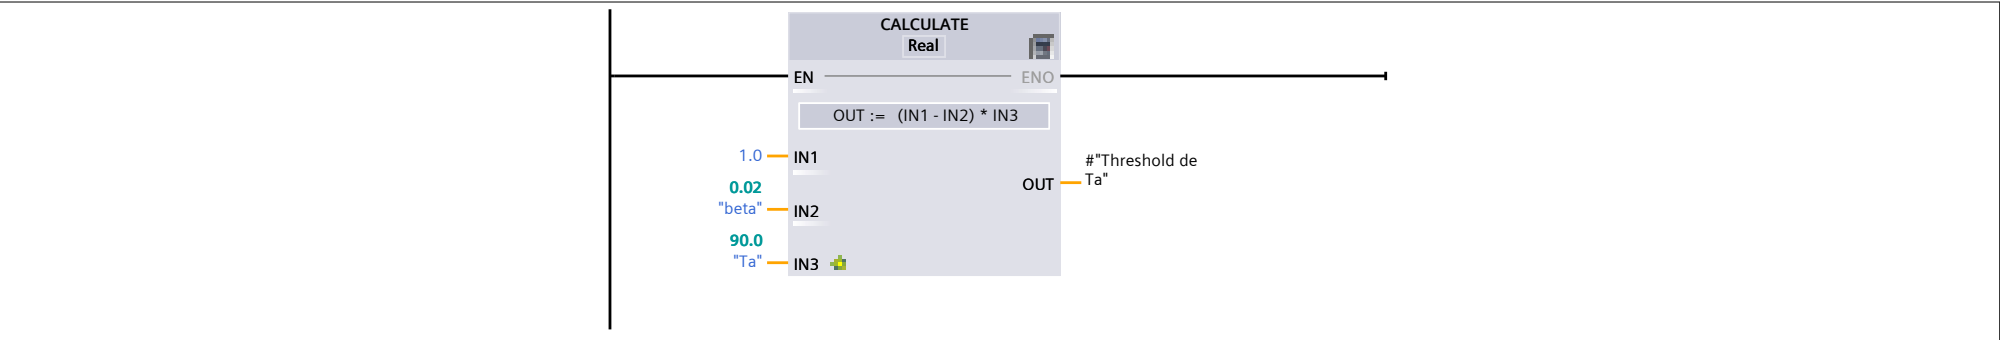 CALCULATE
Real
EN
ENO
OUT := (IN1 - IN2) * IN3
1.0
IN1
#"Threshold de
Ta"
OUT
0.02
"beta"
IN2
90.0
"Ta"
IN3